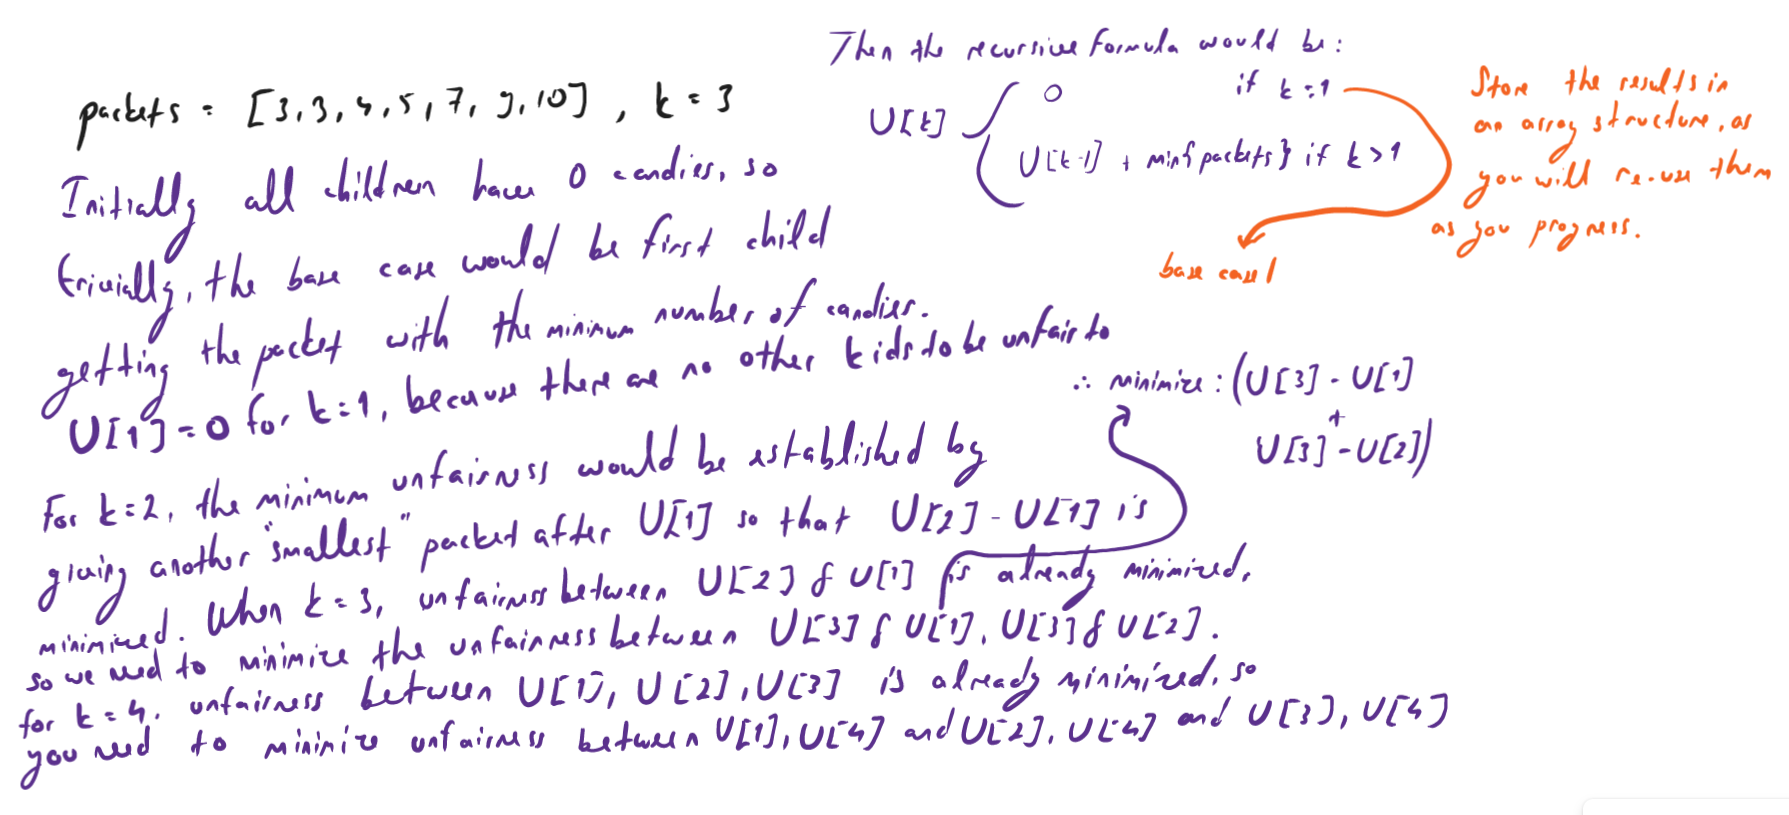 packets = [3,3,4,5,7,9,10], k=3
Initially all children have 0 candies, so
trivially, the base case would be first child
getting the packet with the minimum number of candies.
U[1]=0 for k=1, because there are no other kids to be unfair to
For k=2, the minimum unfairness would be established by
giving another "smallest" packet after U[1] so that U[2]-U[1] is
minimized. When k=3, unfairness between U[2] & U[1] is already minimized,
so we need to minimize the unfairness between U[3] & U[1], U[3] & U[2].
for k=4, unfairness between U[1], U[2], U[3] is already minimized, so
you need to minimize unfairness between U[1], U[4] and U[2], U[4] and U[3], U[4]
Then the recursive formula would be:
0 if k=1
U[k]
U[k-1] + min{packets} if k>1
base case!
Store the results in
an array structure, as
you will re-use them
as you progress.
∴ minimize: (U[3] - U[1]
+
U[3] - U[2])